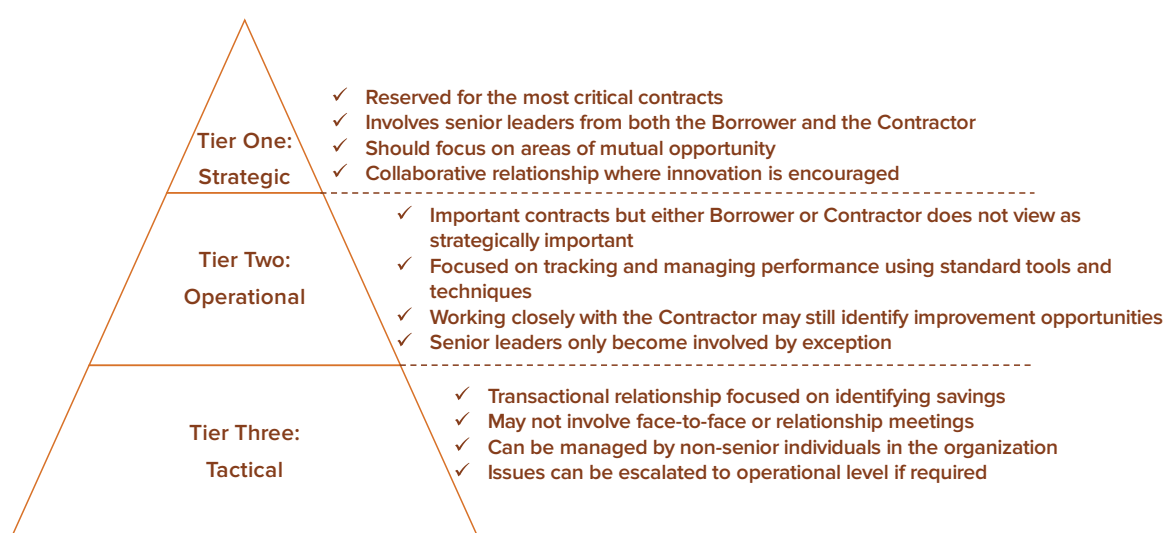 Tier One:
Strategic
✓ Reserved for the most critical contracts
✓ Involves senior leaders from both the Borrower and the Contractor
✓ Should focus on areas of mutual opportunity
✓ Collaborative relationship where innovation is encouraged
Tier Two:
Operational
✓ Important contracts but either Borrower or Contractor does not view as
strategically important
✓ Focused on tracking and managing performance using standard tools and
techniques
✓ Working closely with the Contractor may still identify improvement opportunities
✓ Senior leaders only become involved by exception
Tier Three:
Tactical
✓ Transactional relationship focused on identifying savings
✓ May not involve face-to-face or relationship meetings
✓ Can be managed by non-senior individuals in the organization
✓ Issues can be escalated to operational level if required